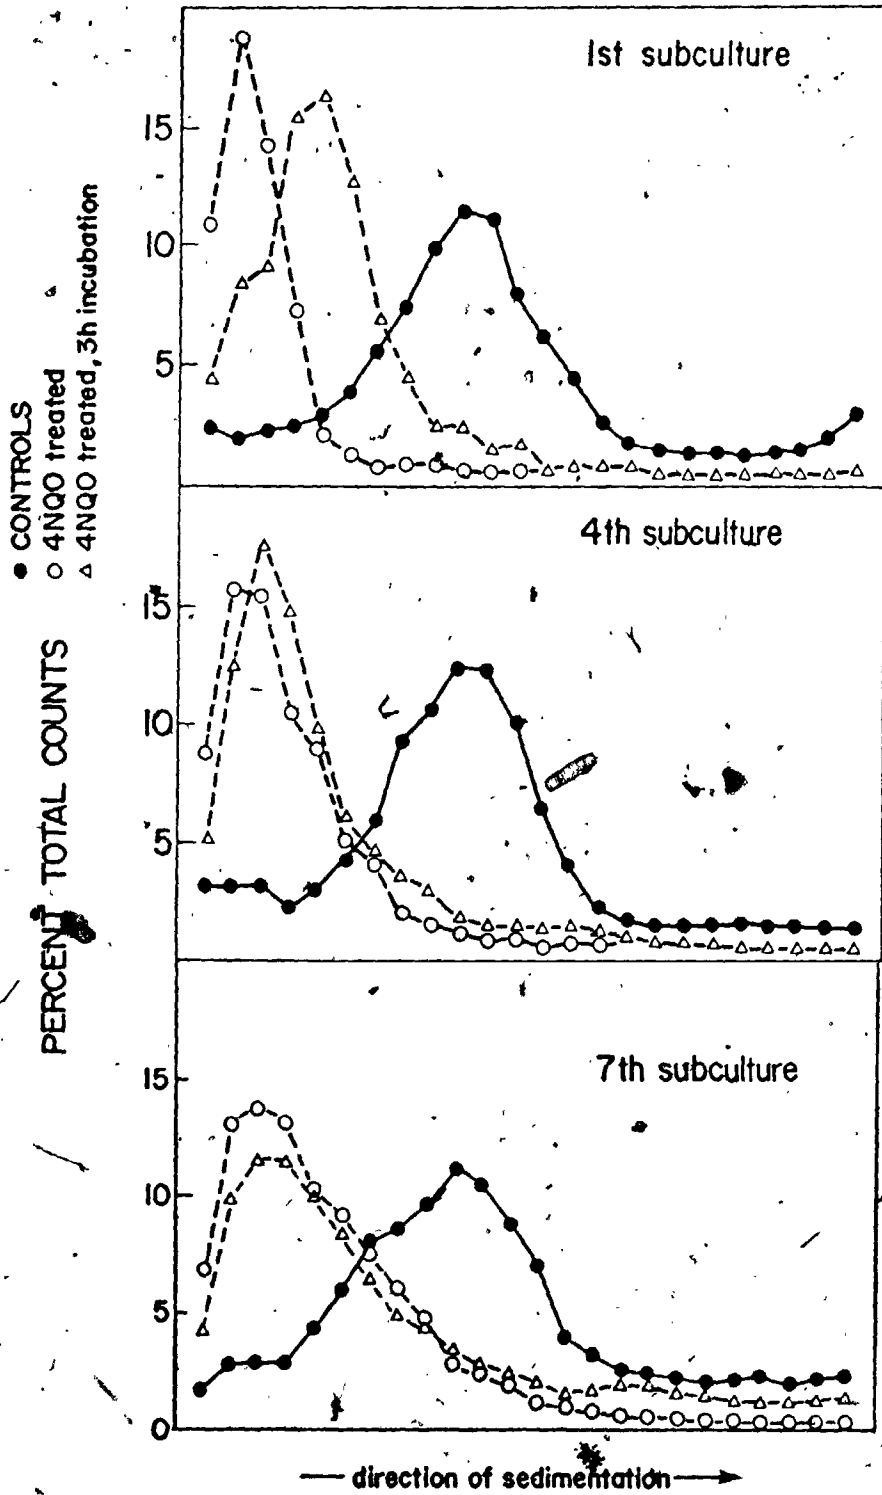 1st subculture
15
10
5
4th subculture
15
10
5
7th subculture
15
10
5
0
direction of sedimentation
PERCENT TOTAL COUNTS
● CONTROLS
○ 4NQO treated
△ 4NQO treated, 3h incubation